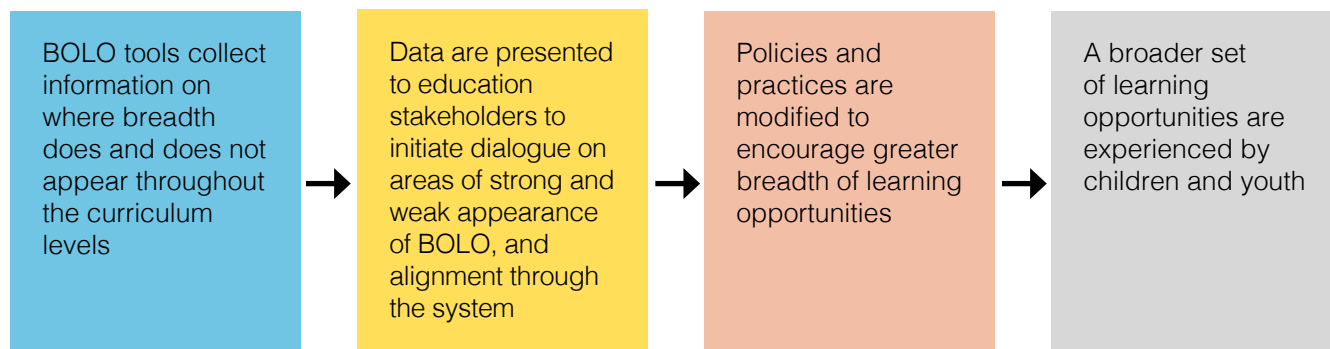 BOLO tools collect
information on
where breadth
does and does not
appear throughout
the curriculum
levels
Data are presented
to education
stakeholders to
initiate dialogue on
areas of strong and
weak appearance
of BOLO, and
alignment through
the system
Policies and
practices are
modified to
encourage greater
breadth of learning
opportunities
A broader set
of learning
opportunities are
experienced by
children and youth